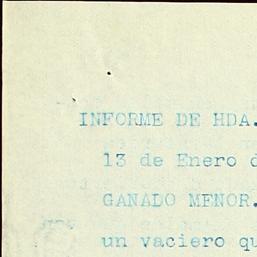 INFORME DE HDA.
13 de Enero d
GANADO MENOR.
un vaciero qu